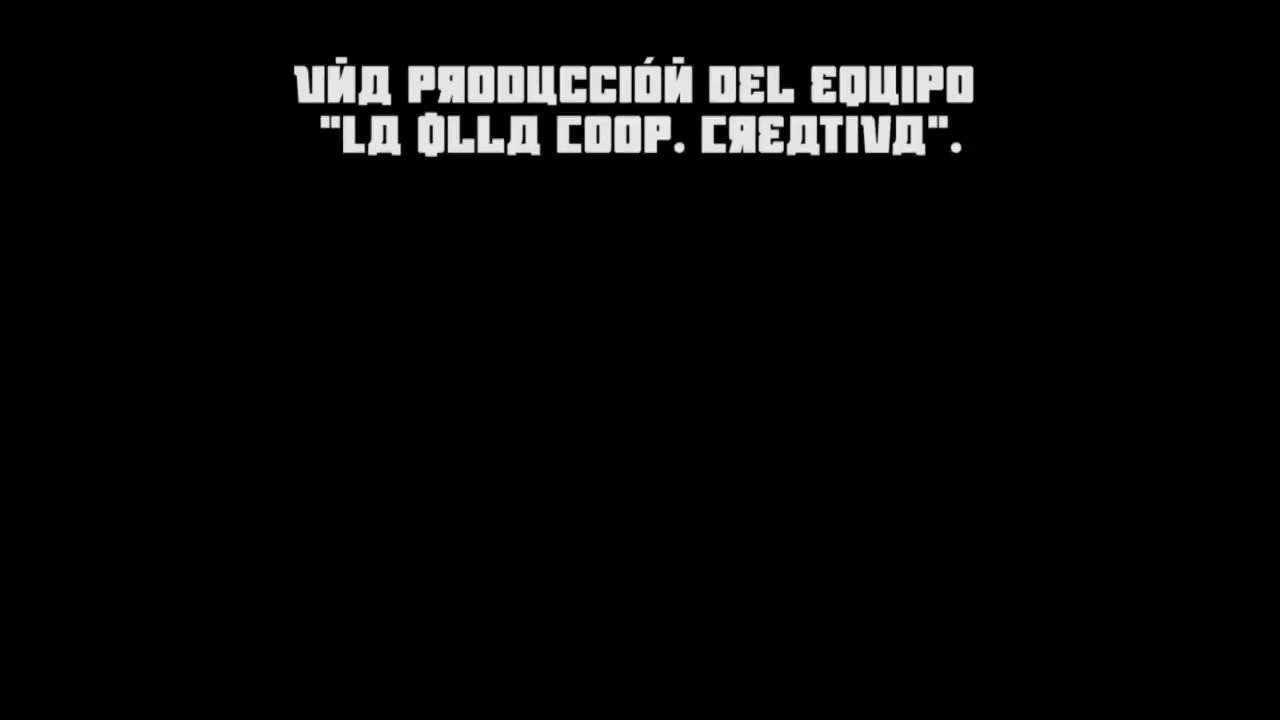 UNA PRODUCCIÓN DEL EQUIPO
"LA OLLA COOP. CREATIVA".